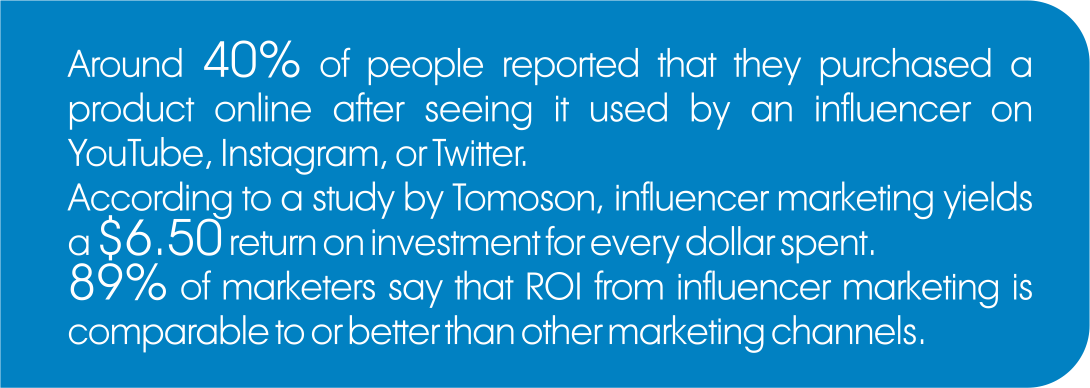 Around 40% of people reported that they purchased a
product online after seeing it used by an influencer on
YouTube, Instagram, or Twitter.
According to a study by Tomoson, influencer marketing yields
a $6.50 return on investment for every dollar spent.
89% of marketers say that ROI from influencer marketing is
comparable to or better than other marketing channels.